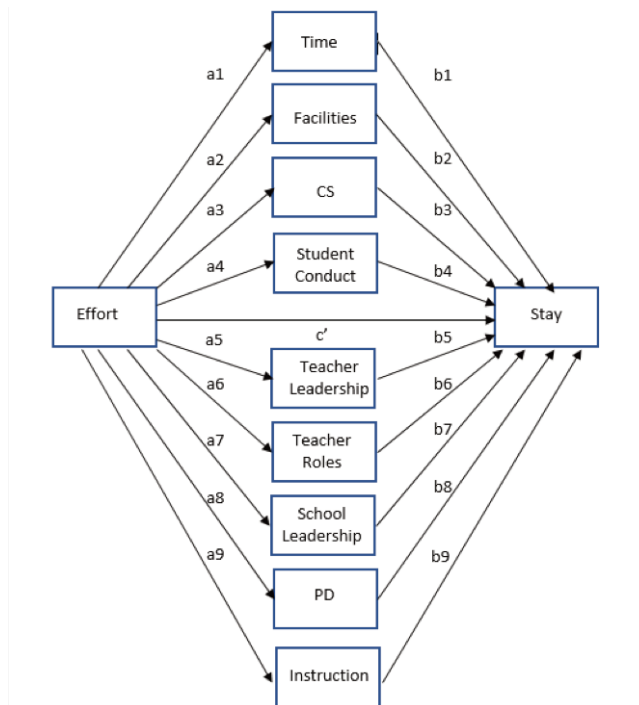 Time
a1
b1
Facilities
a2
b2
CS
a3
b3
Student
Conduct
a4
b4
Effort
Stay
c’
a5
b5
Teacher
Leadership
a6
b6
Teacher
Roles
a7
b7
School
Leadership
a8
b8
PD
a9
b9
Instruction